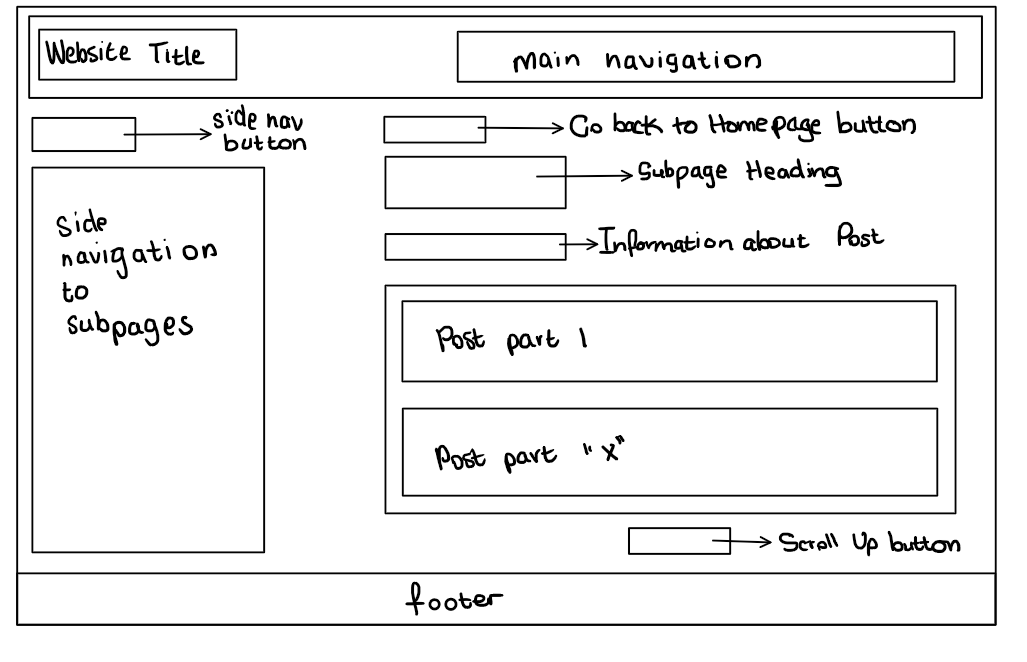 Website Title
main navigation
side nav
button
Go back to Homepage button
Subpage Heading
Information about Post
side
navigation
to
subpages
Post part 1
Post part "x"
Scroll Up button
footer